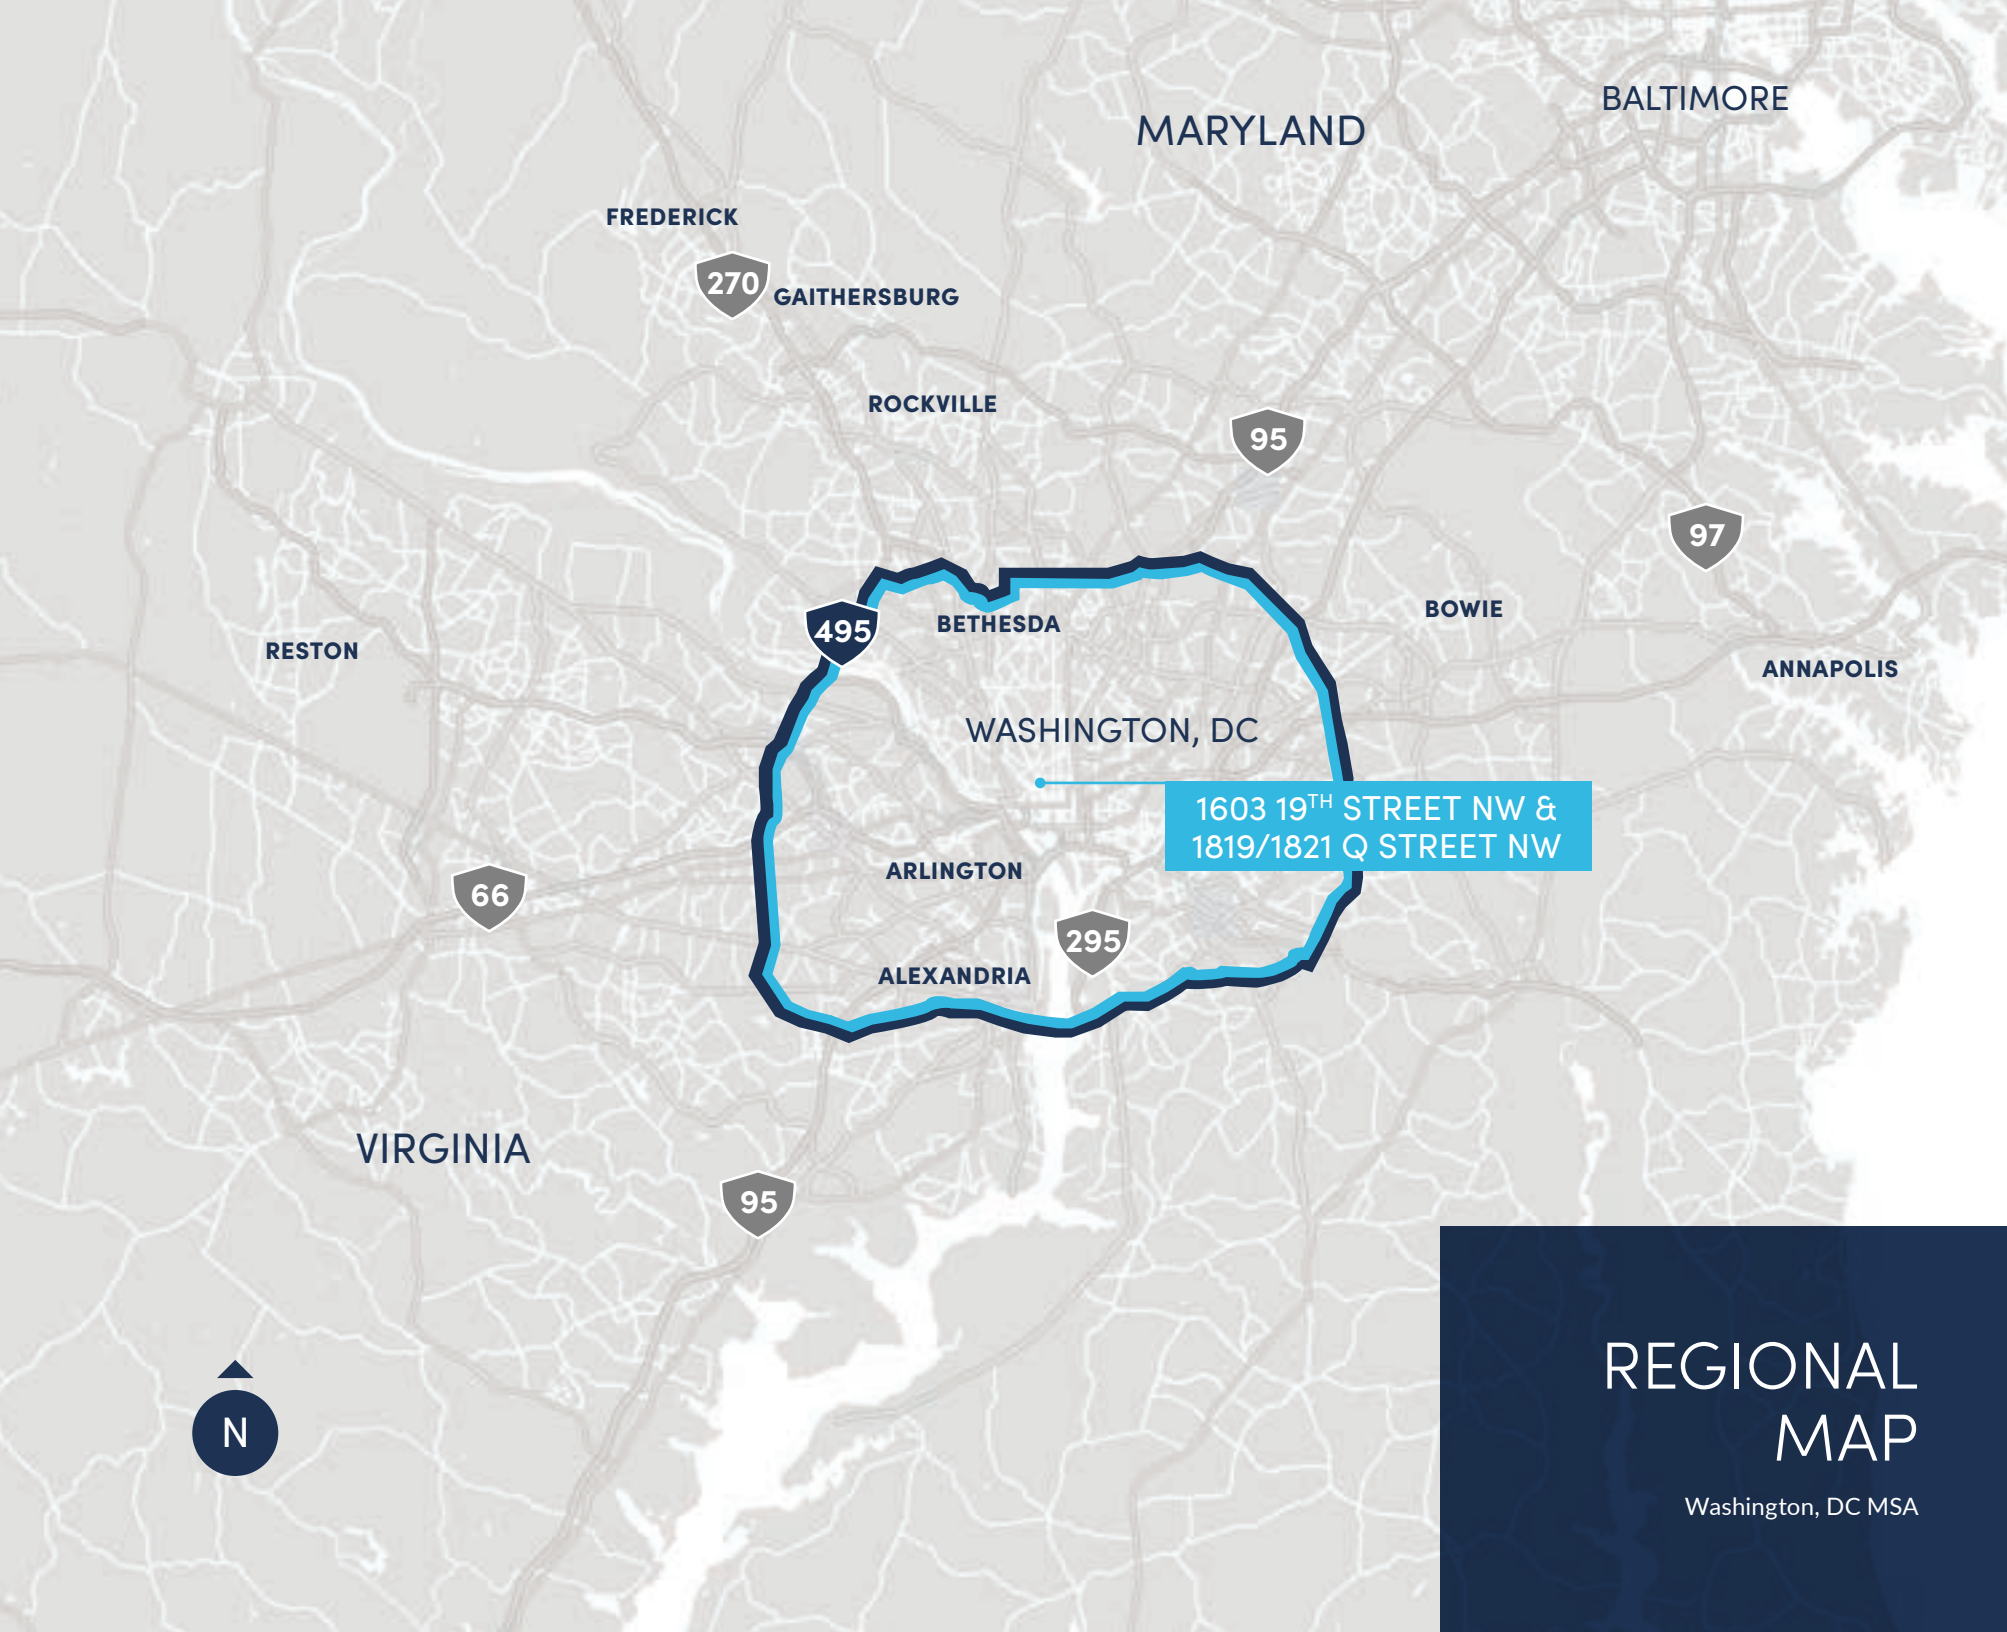 BALTIMORE
MARYLAND
FREDERICK
270
GAITHERSBURG
ROCKVILLE
95
97
495
BETHESDA
BOWIE
RESTON
ANNAPOLIS
WASHINGTON, DC
1603 19TH STREET NW &
1819/1821 Q STREET NW
ARLINGTON
66
295
ALEXANDRIA
VIRGINIA
95
N
REGIONAL
MAP
Washington, DC MSA